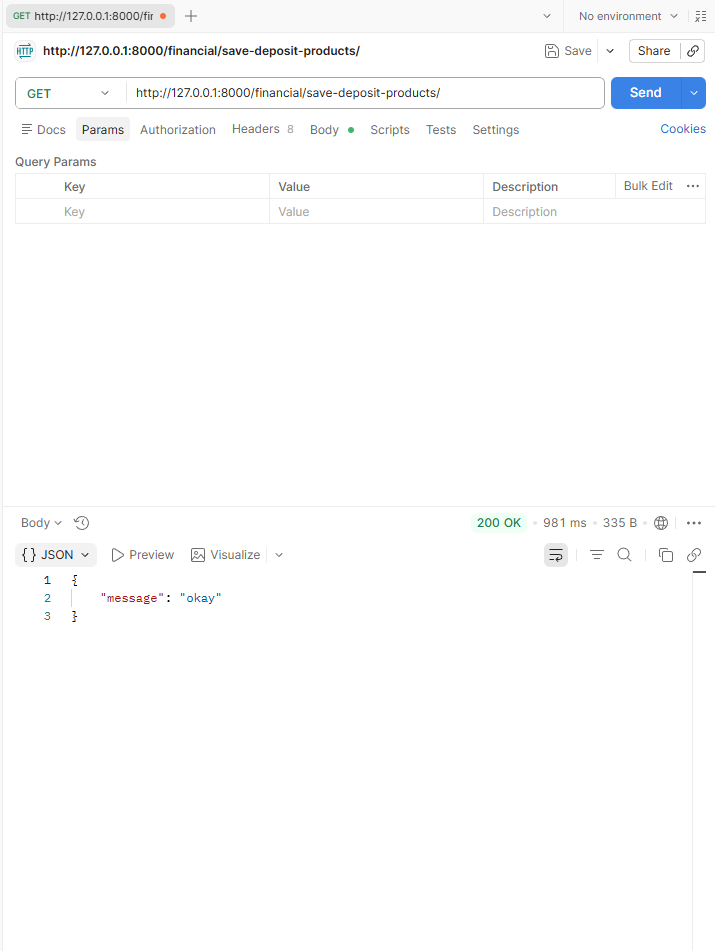 GET http://127.0.0.1:8000/fir
No environment
HTTP http://127.0.0.1:8000/financial/save-deposit-products/
Save
Share
GET http://127.0.0.1:8000/financial/save-deposit-products/
Send
Docs Params Authorization Headers 8 Body Scripts Tests Settings Cookies
Query Params
Key Value Description Bulk Edit
Key Value Description
Body 200 OK 981 ms 335 B
{} JSON Preview Visualize
1 {
2 "message": "okay"
3 }